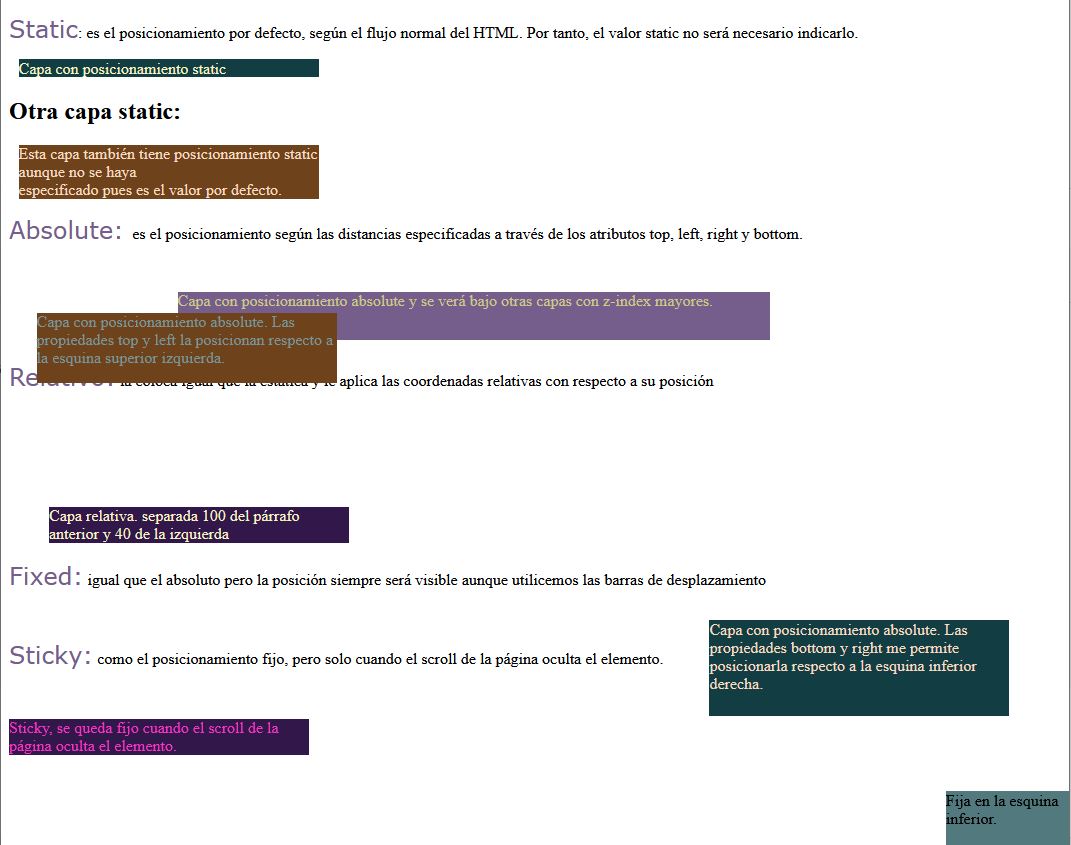 Static: es el posicionamiento por defecto, según el flujo normal del HTML. Por tanto, el valor static no será necesario indicarlo.
Capa con posicionamiento static
Otra capa static:
Esta capa también tiene posicionamiento static
aunque no se haya
especificado pues es el valor por defecto.
Absolute: es el posicionamiento según las distancias especificadas a través de los atributos top, left, right y bottom.
Capa con posicionamiento absolute y se verá bajo otras capas con z-index mayores.
Capa con posicionamiento absolute. Las
propiedades top y left la posicionan respecto a
la esquina superior izquierda.
Relativo: la coloca igual que la estática y le aplica las coordenadas relativas con respecto a su posición
Capa relativa. separada 100 del párrafo
anterior y 40 de la izquierda
Fixed: igual que el absoluto pero la posición siempre será visible aunque utilicemos las barras de desplazamiento
Capa con posicionamiento absolute. Las
propiedades bottom y right me permite
posicionarla respecto a la esquina inferior
derecha.
Sticky: como el posicionamiento fijo, pero solo cuando el scroll de la página oculta el elemento.
Sticky, se queda fijo cuando el scroll de la
página oculta el elemento.
Fija en la esquina
inferior.